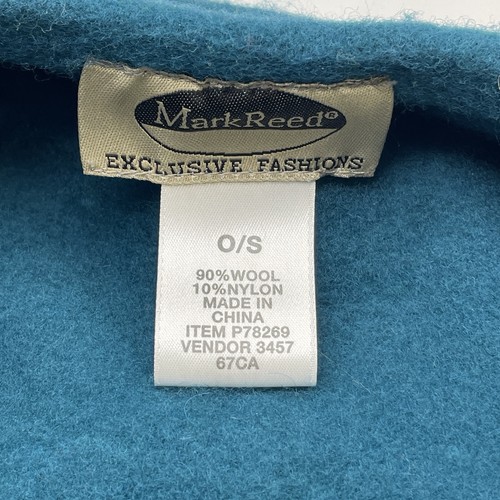 MarkReed®
EXCLUSIVE FASHIONS
O/S
90%WOOL
10%NYLON
MADE IN
CHINA
ITEM P78269
VENDOR 3457
67CA